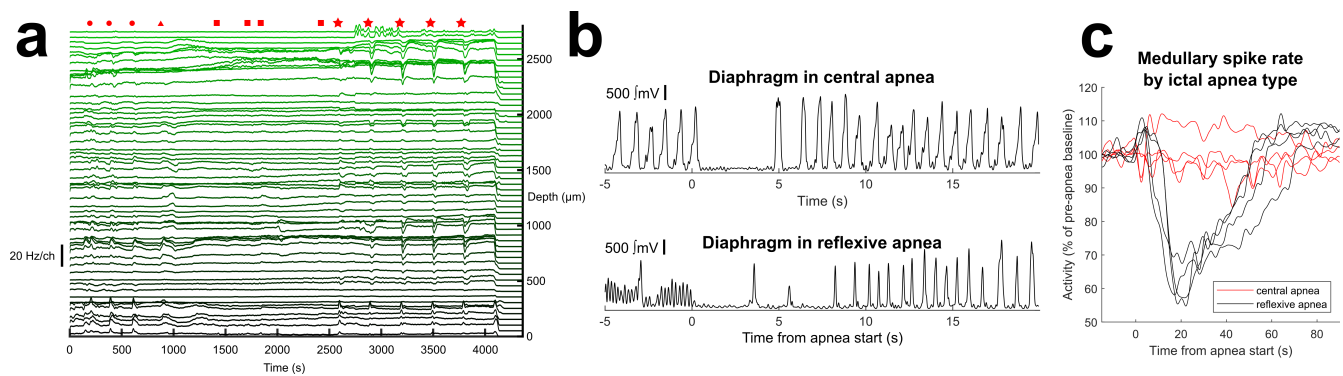 a
2500
2000
1500
Depth (µm)
1000
500
0
20 Hz/ch
0 500 1000 1500 2000 2500 3000 3500 4000
Time (s)
b
Diaphragm in central apnea
500 ∫mV
-5 0 5 10 15
Time (s)
Diaphragm in reflexive apnea
500 ∫mV
-5 0 5 10 15
Time from apnea start (s)
c
Medullary spike rate
by ictal apnea type
120
110
100
90
80
70
60
50
Activity (% of pre-apnea baseline)
central apnea
reflexive apnea
0 20 40 60 80
Time from apnea start (s)